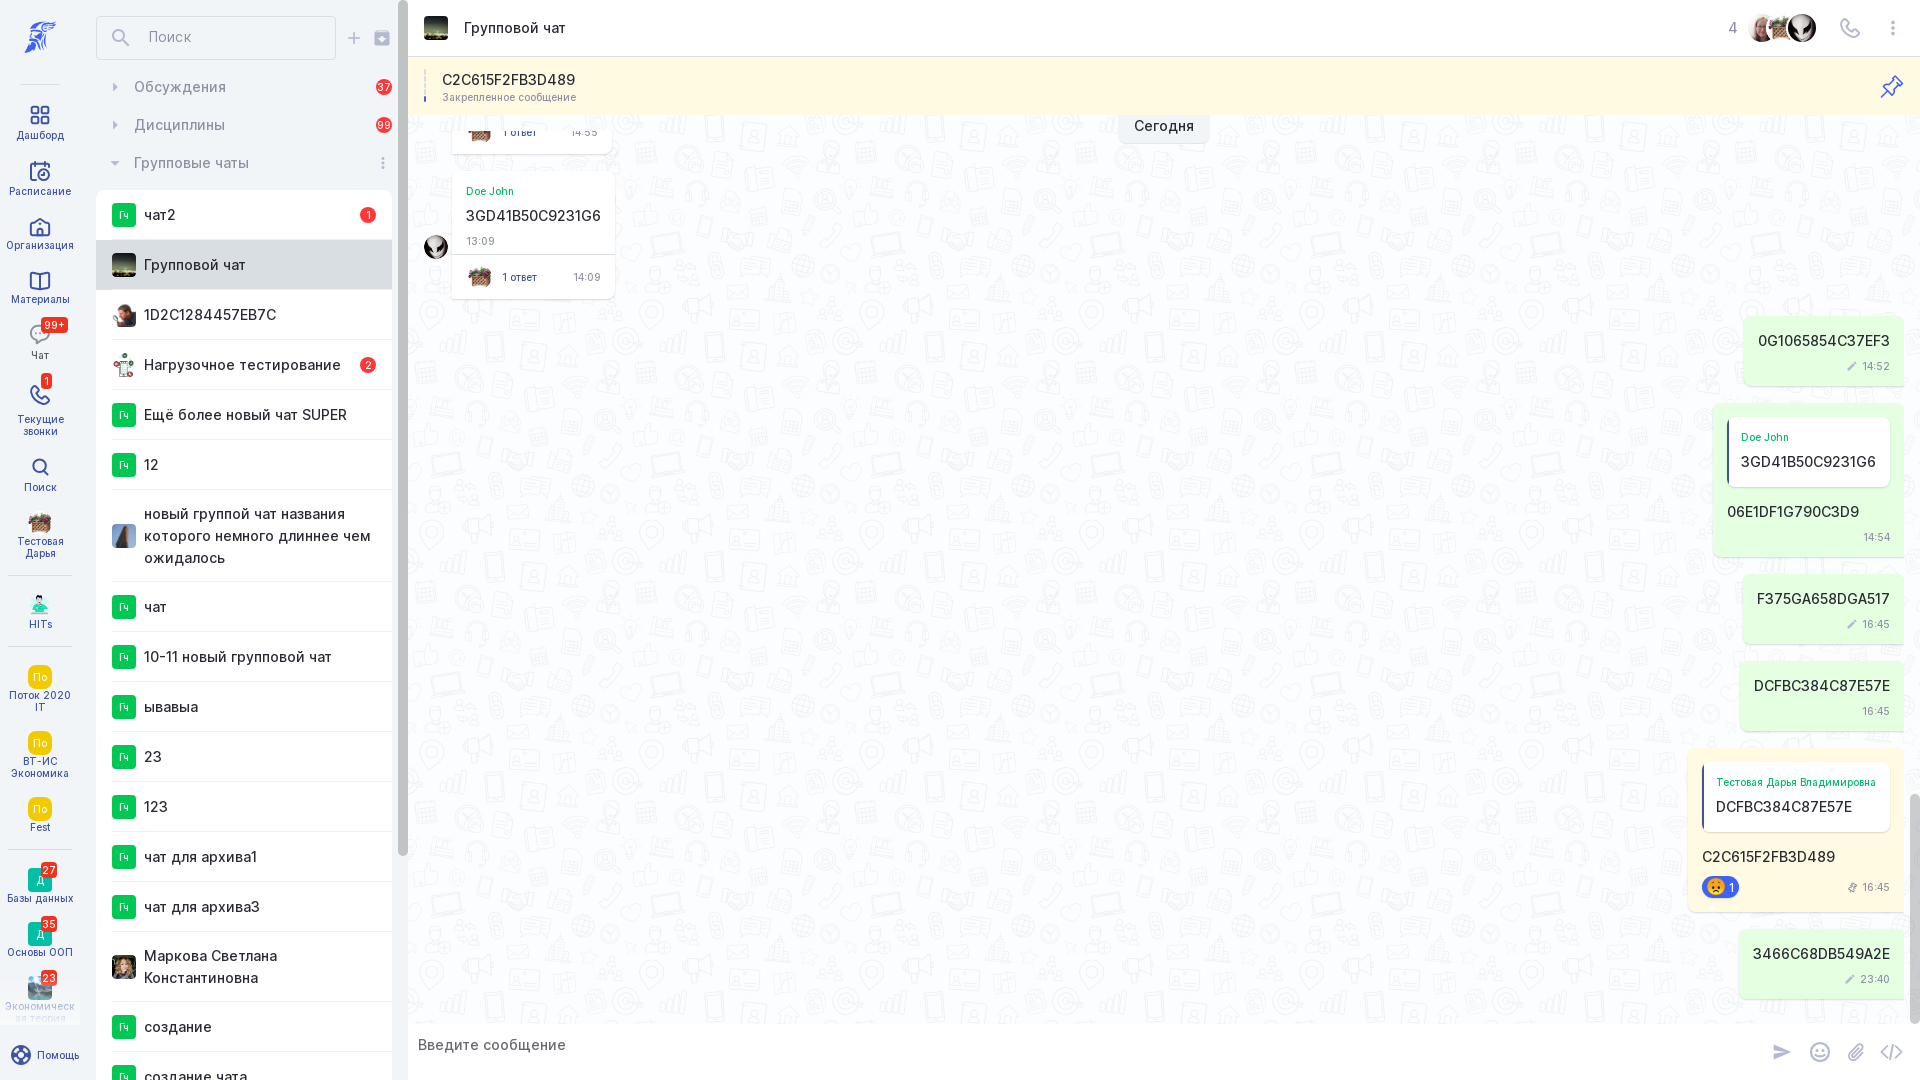 Дашборд
Расписание
Организация
Материалы
99+
Чат
1
Текущие
звонки
Поиск
Тестовая
Дарья
HITs
По
Поток 2020
IT
По
ВТ-ИС
Экономика
По
Fest
27
Д
Базы данных
35
Д
Основы ООП
23
Экономическ
ая теория
Помощь
Поиск
Обсуждения
37
Дисциплины
99
Групповые чаты
Гч
чат2
1
Групповой чат
1D2C1284457EB7C
Нагрузочное тестирование
2
Гч
Ещё более новый чат SUPER
Гч
12
новый группой чат названия
которого немного длиннее чем
ожидалось
Гч
чат
Гч
10-11 новый групповой чат
Гч
ывавыа
Гч
23
Гч
123
Гч
чат для архива1
Гч
чат для архива3
Маркова Светлана
Константиновна
Гч
создание
Гч
создание чата
Групповой чат
4
C2C615F2FB3D489
Закрепленное сообщение
Сегодня
1 ответ 14:55
Doe John
3GD41B50C9231G6
13:09
1 ответ 14:09
0G1065854C37EF3
14:52
Doe John
3GD41B50C9231G6
06E1DF1G790C3D9
14:54
F375GA658DGA517
16:45
DCFBC384C87E57E
16:45
Тестовая Дарья Владимировна
DCFBC384C87E57E
C2C615F2FB3D489
1 16:45
3466C68DB549A2E
23:40
Введите сообщение